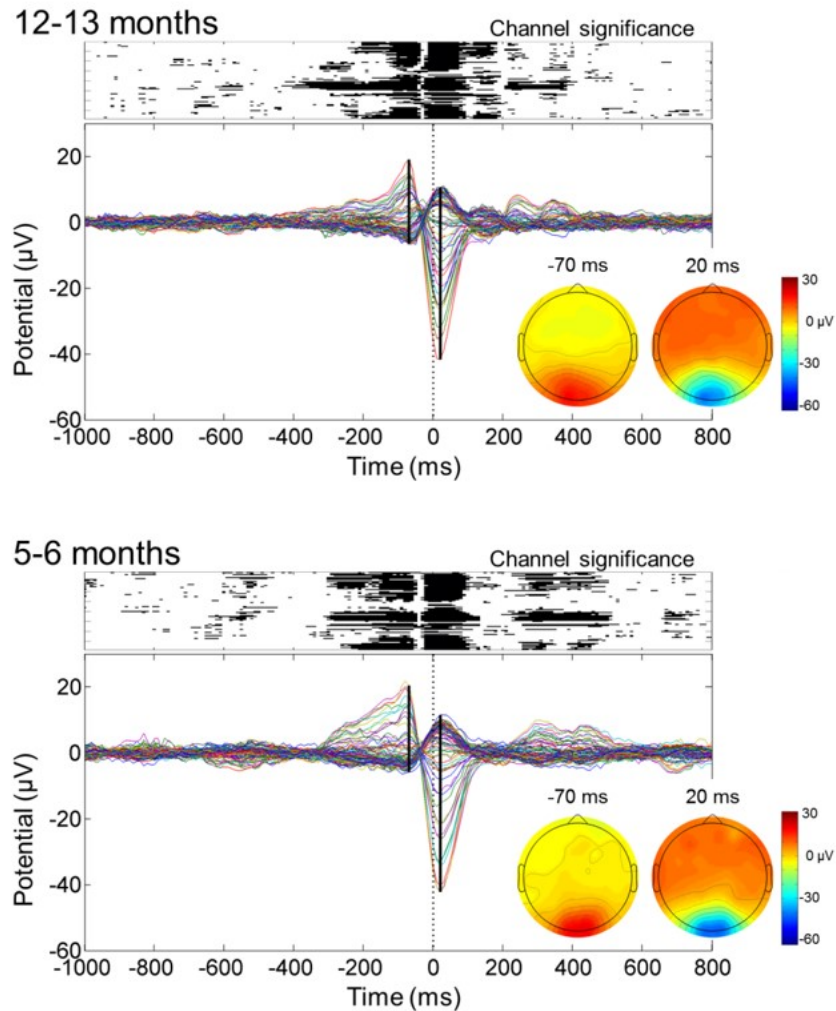 12-13 months
Channel significance
20
0
-20
-40
-60
Potential (µV)
-70 ms
20 ms
30
0 µV
-30
-60
-1000 -800 -600 -400 -200 0 200 400 600 800
Time (ms)
5-6 months
Channel significance
20
0
-20
-40
-60
Potential (µV)
-70 ms
20 ms
30
0 µV
-30
-60
-1000 -800 -600 -400 -200 0 200 400 600 800
Time (ms)